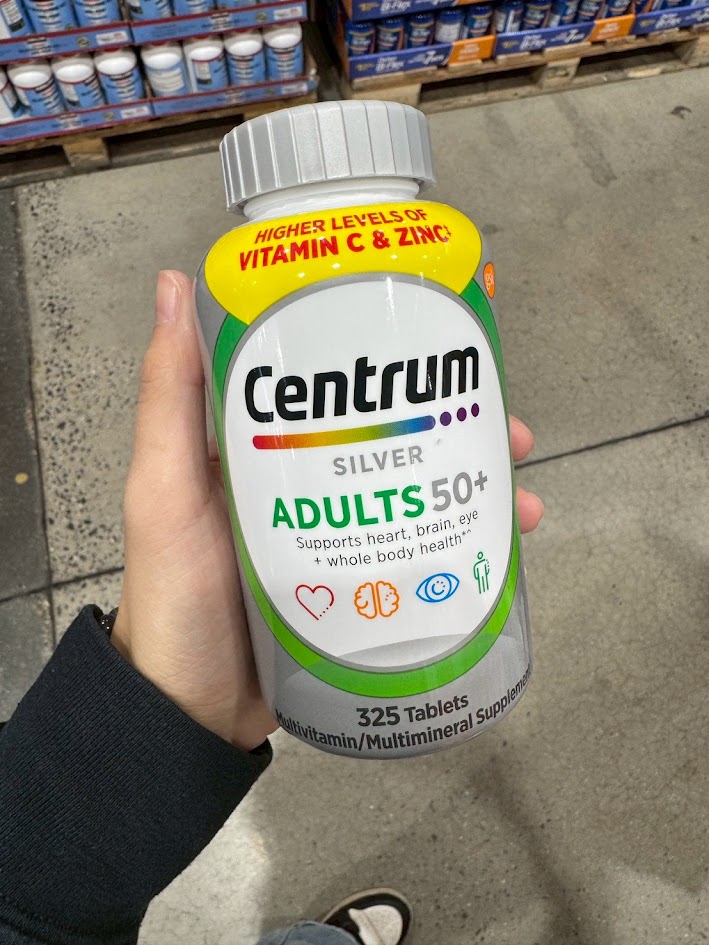 HIGHER LEVELS OF
VITAMIN C & ZINC‡
Centrum
SILVER
ADULTS 50+
Supports heart, brain, eye
+ whole body health*^
325 Tablets
Multivitamin/Multimineral Supplement